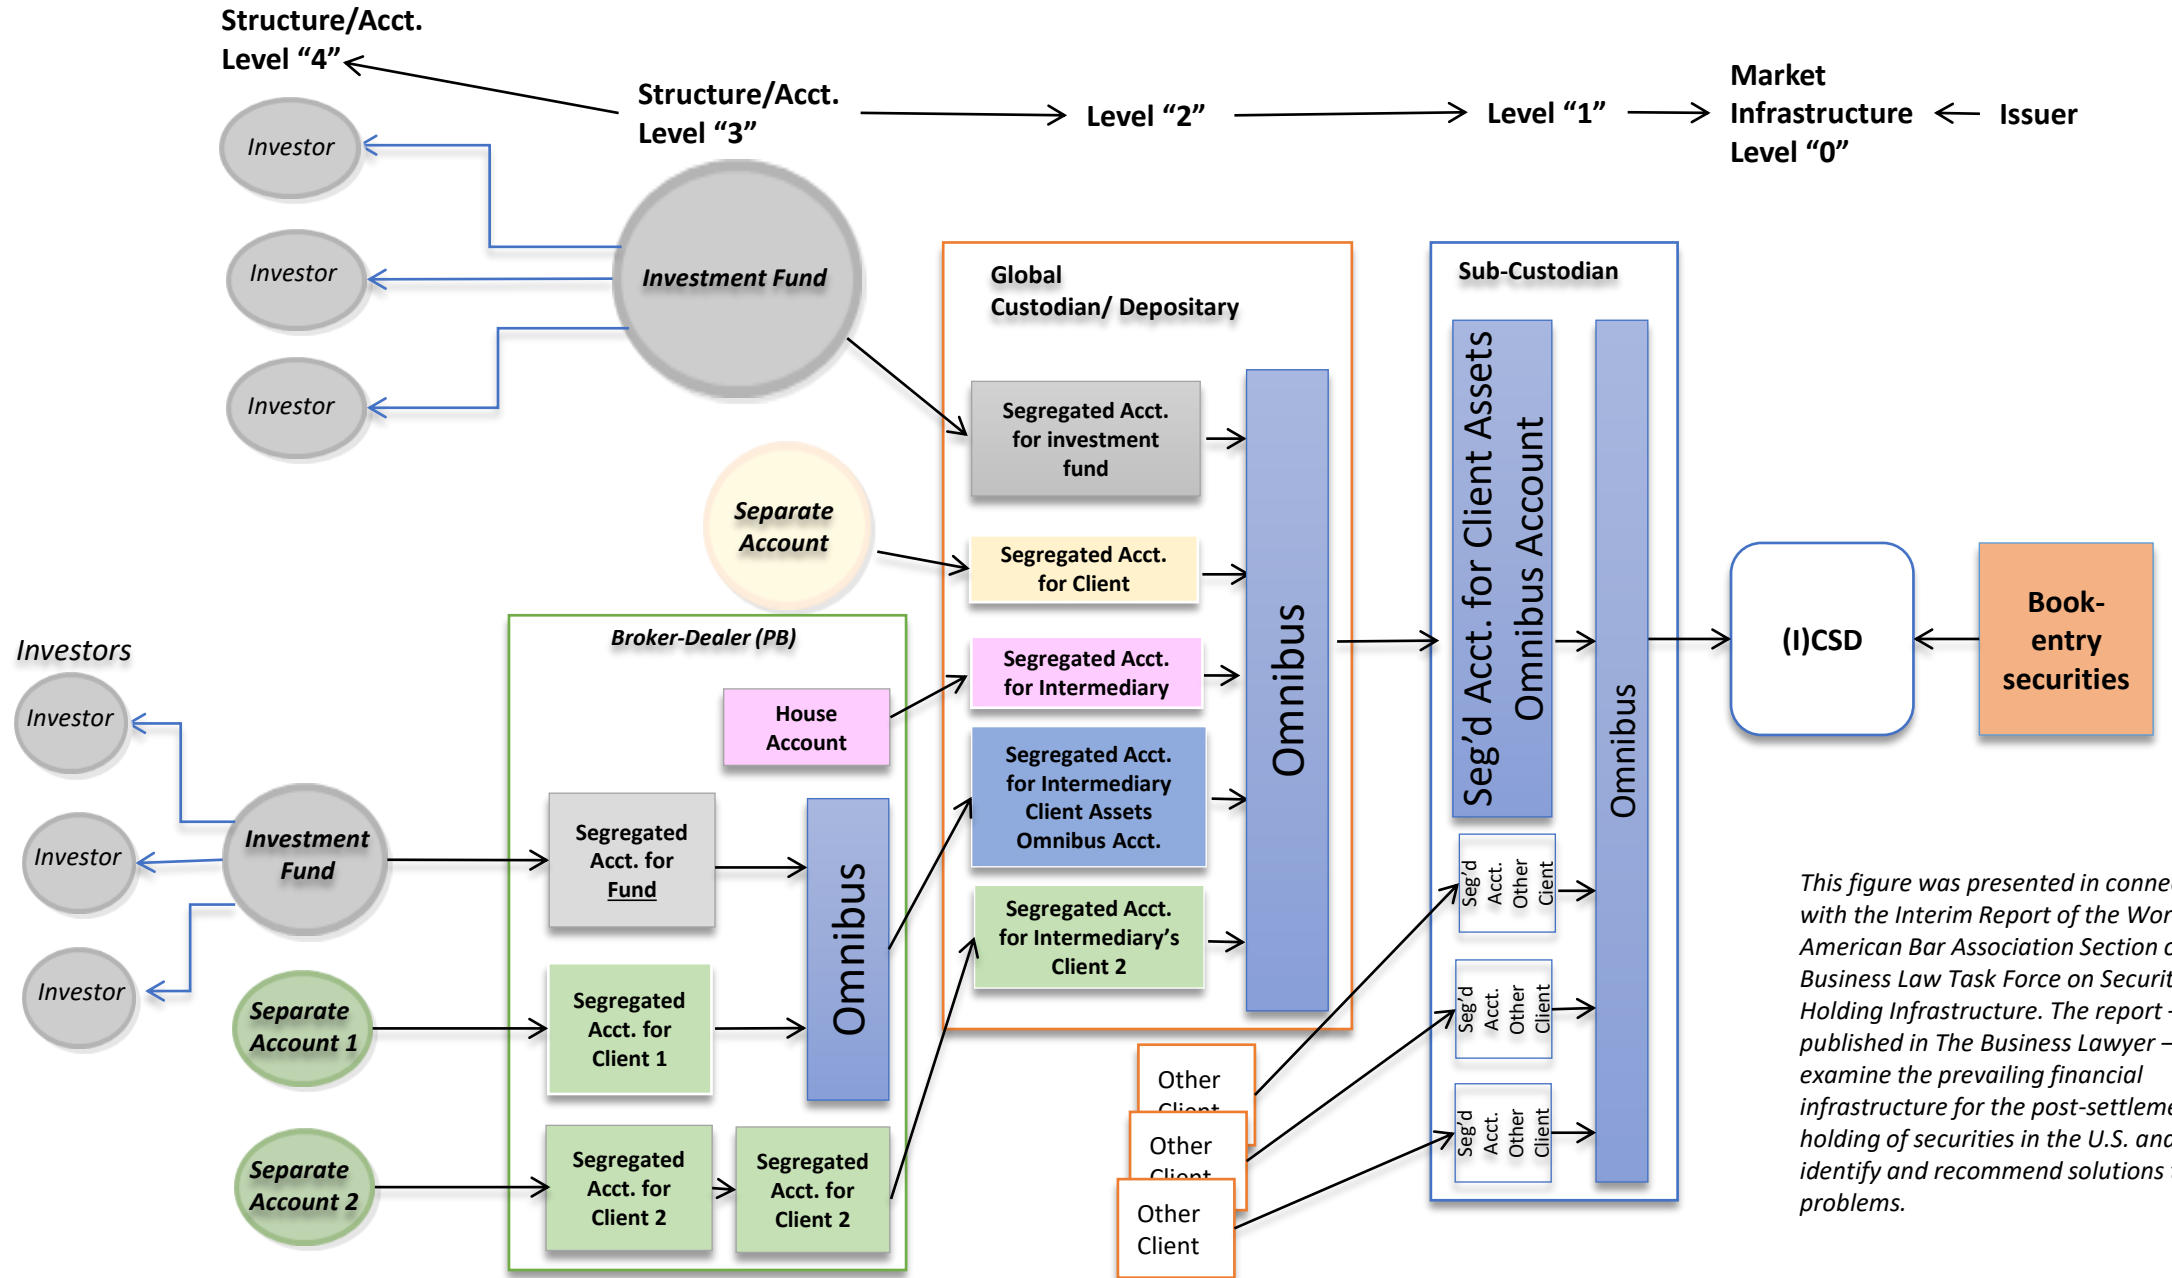 Structure/Acct.
Level “4”
Structure/Acct.
Level “3”
Level “2”
Level “1”
Market
Infrastructure
Level “0”
Issuer
Investor
Investor
Investor
Investment Fund
Separate
Account
Global
Custodian/ Depositary
Segregated Acct.
for investment
fund
Segregated Acct.
for Client
Segregated Acct.
for Intermediary
Segregated Acct.
for Intermediary
Client Assets
Omnibus Acct.
Segregated Acct.
for Intermediary’s
Client 2
Omnibus
Sub-Custodian
Seg’d Acct. for Client Assets
Omnibus Account
Omnibus
Seg’d
Acct.
Other
Client
Seg’d
Acct.
Other
Client
Seg’d
Acct.
Other
Client
(I)CSD
Book-
entry
securities
Investors
Investor
Investor
Investor
Investment
Fund
Separate
Account 1
Separate
Account 2
Broker-Dealer (PB)
House
Account
Segregated
Acct. for
Fund
Segregated
Acct. for
Client 1
Omnibus
Segregated
Acct. for
Client 2
Segregated
Acct. for
Client 2
Other
Client
Other
Client
Other
Client
This figure was presented in
with the Interim Report of the
American Bar Association Section
Business Law Task Force on
Holding Infrastructure. The report -
published in The Business Lawyer –
examine the prevailing financial
infrastructure for the
holding of securities in the U.S. and
identify and recommend solutions
problems.